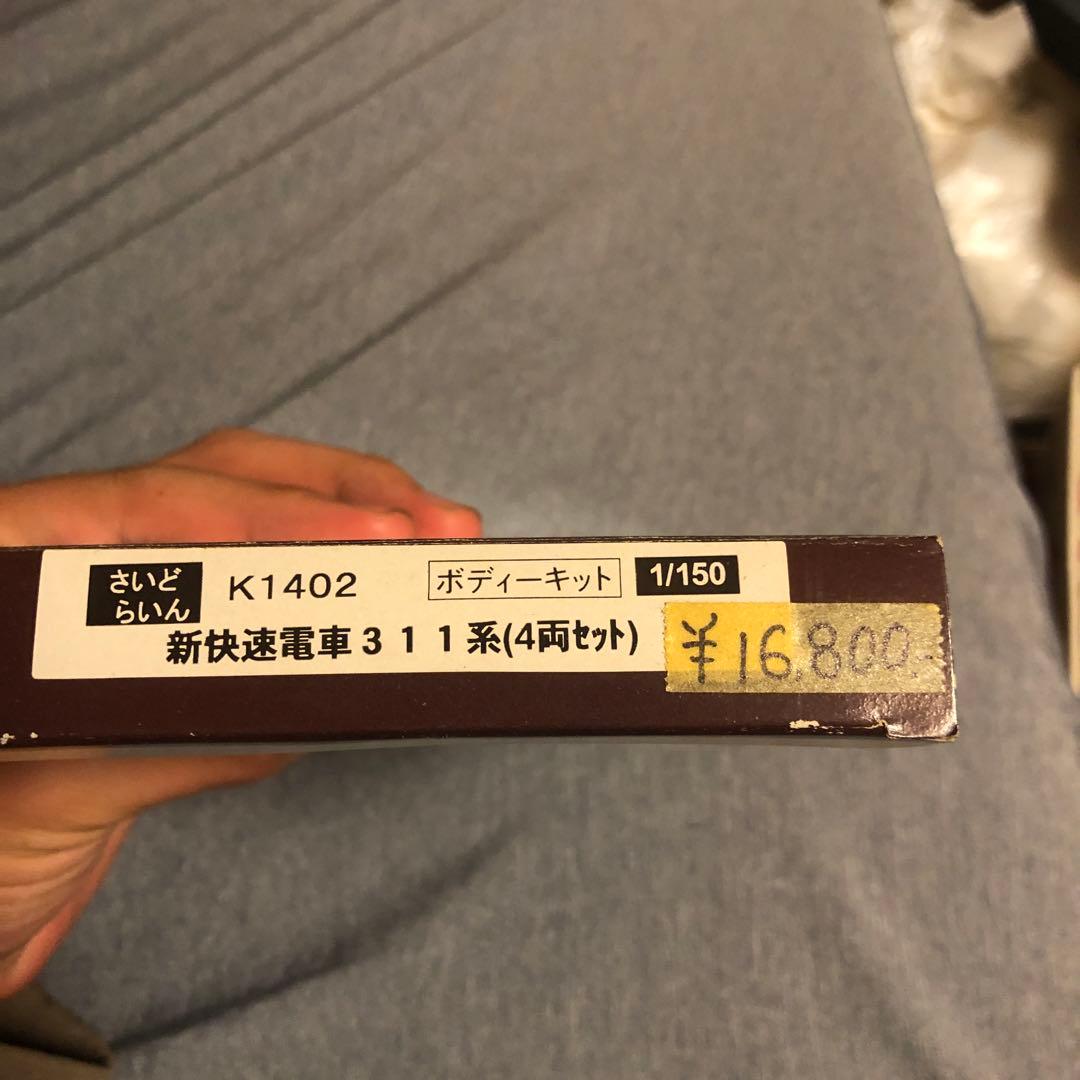 さいど
らいん
K1402
ボディーキット
1/150
新快速電車311系(4両セット)
¥16,800.-